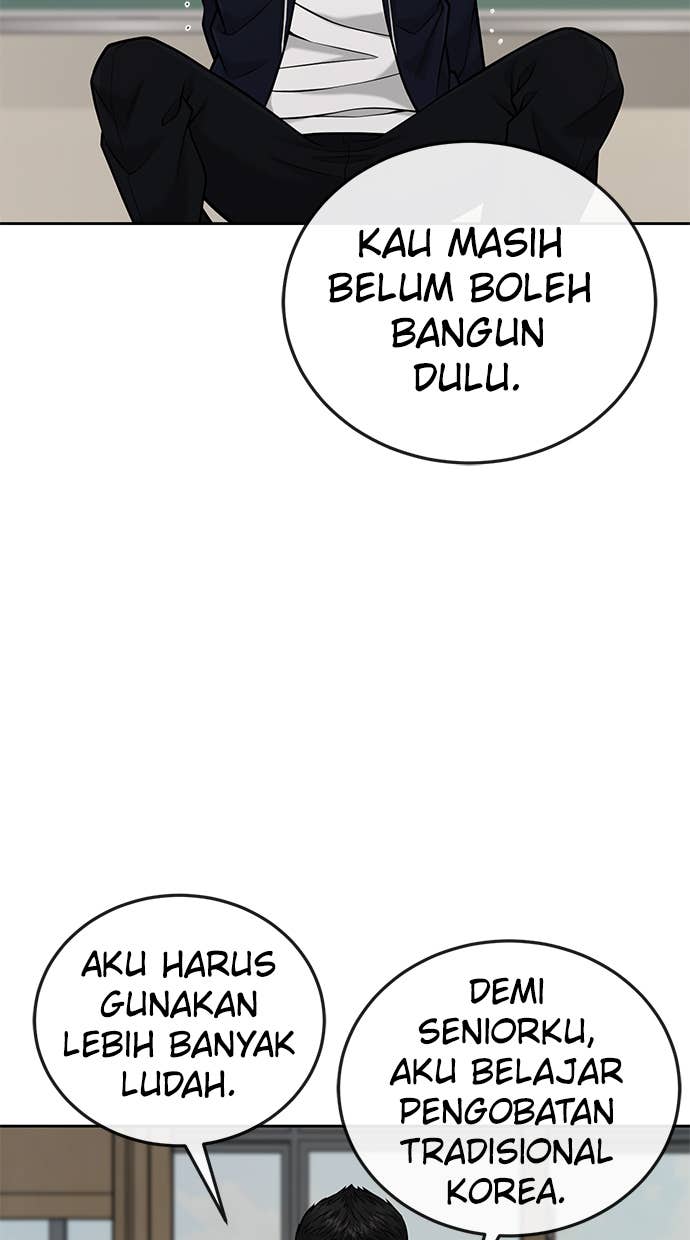 KAU MASIH
BELUM BOLEH
BANGUN
DULU.
AKU HARUS
GUNAKAN
LEBIH BANYAK
LUDAH.
DEMI
SENIORKU,
AKU BELAJAR
PENGOBATAN
TRADISIONAL
KOREA.